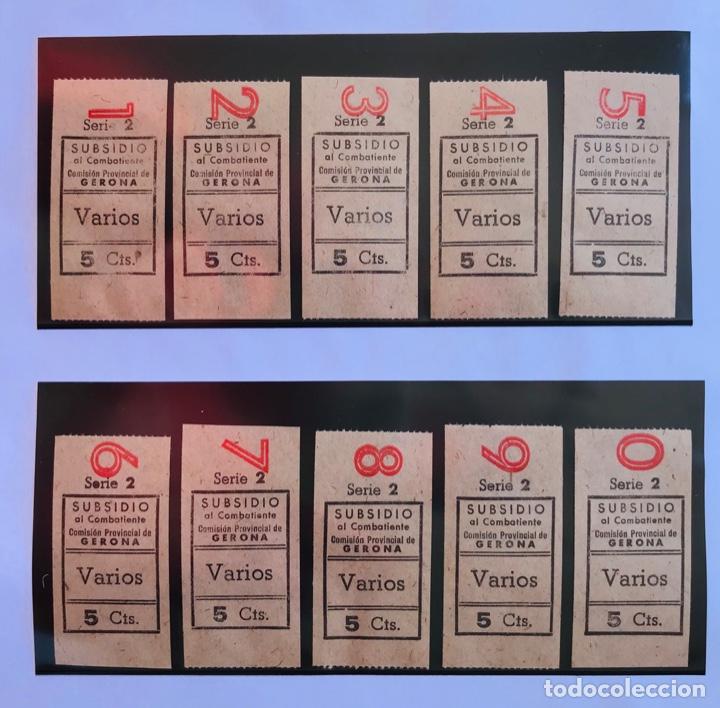 1
Serie 2
SUBSIDIO
al Combatiente
Comisión Provincial de
GERONA
Varios
5 Cts.
2
Serie 2
SUBSIDIO
al Combatiente
Comisión Provincial de
GERONA
Varios
5 Cts.
3
Serie 2
SUBSIDIO
al Combatiente
Comisión Provincial de
GERONA
Varios
5 Cts.
4
Serie 2
SUBSIDIO
al Combatiente
Comisión Provincial de
GERONA
Varios
5 Cts.
5
Serie 2
SUBSIDIO
al Combatiente
Comisión Provincial de
GERONA
Varios
5 Cts.
6
Serie 2
SUBSIDIO
al Combatiente
Comisión Provincial de
GERONA
Varios
5 Cts.
7
Serie 2
SUBSIDIO
al Combatiente
Comisión Provincial de
GERONA
Varios
5 Cts.
8
Serie 2
SUBSIDIO
al Combatiente
Comisión Provincial de
GERONA
Varios
5 Cts.
9
Serie 2
SUBSIDIO
al Combatiente
Comisión Provincial de
GERONA
Varios
5 Cts.
0
Serie 2
SUBSIDIO
al Combatiente
Comisión Provincial de
GERONA
Varios
5 Cts.
todocoleccion